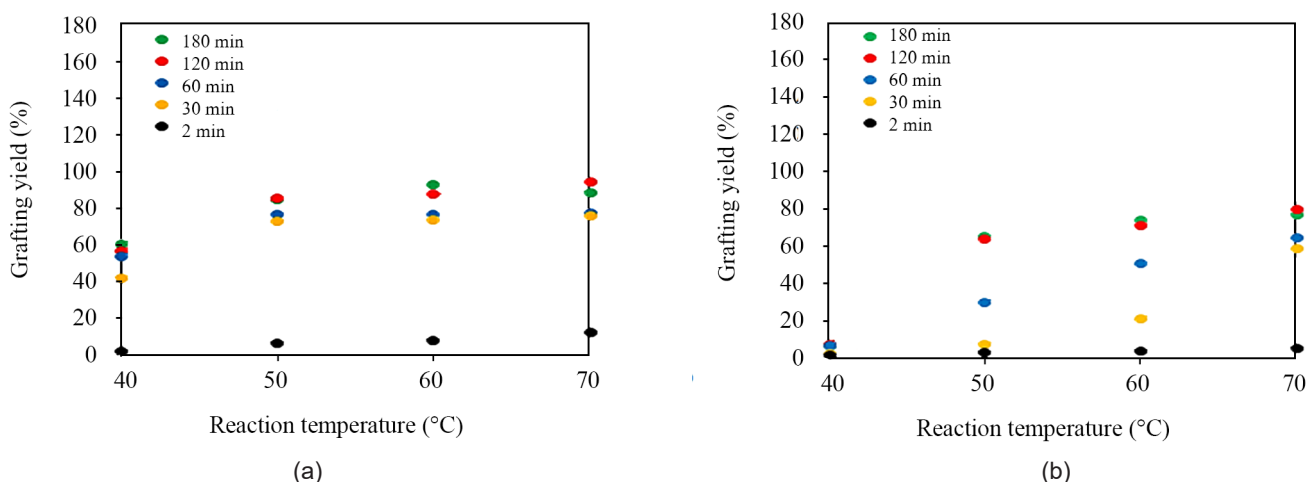 180
160
140
120
100
80
60
40
20
0
Grafting yield (%)
180 min
120 min
60 min
30 min
2 min
40 50 60 70
Reaction temperature (°C)
(a)
180
160
140
120
100
80
60
40
20
0
Grafting yield (%)
180 min
120 min
60 min
30 min
2 min
40 50 60 70
Reaction temperature (°C)
(b)